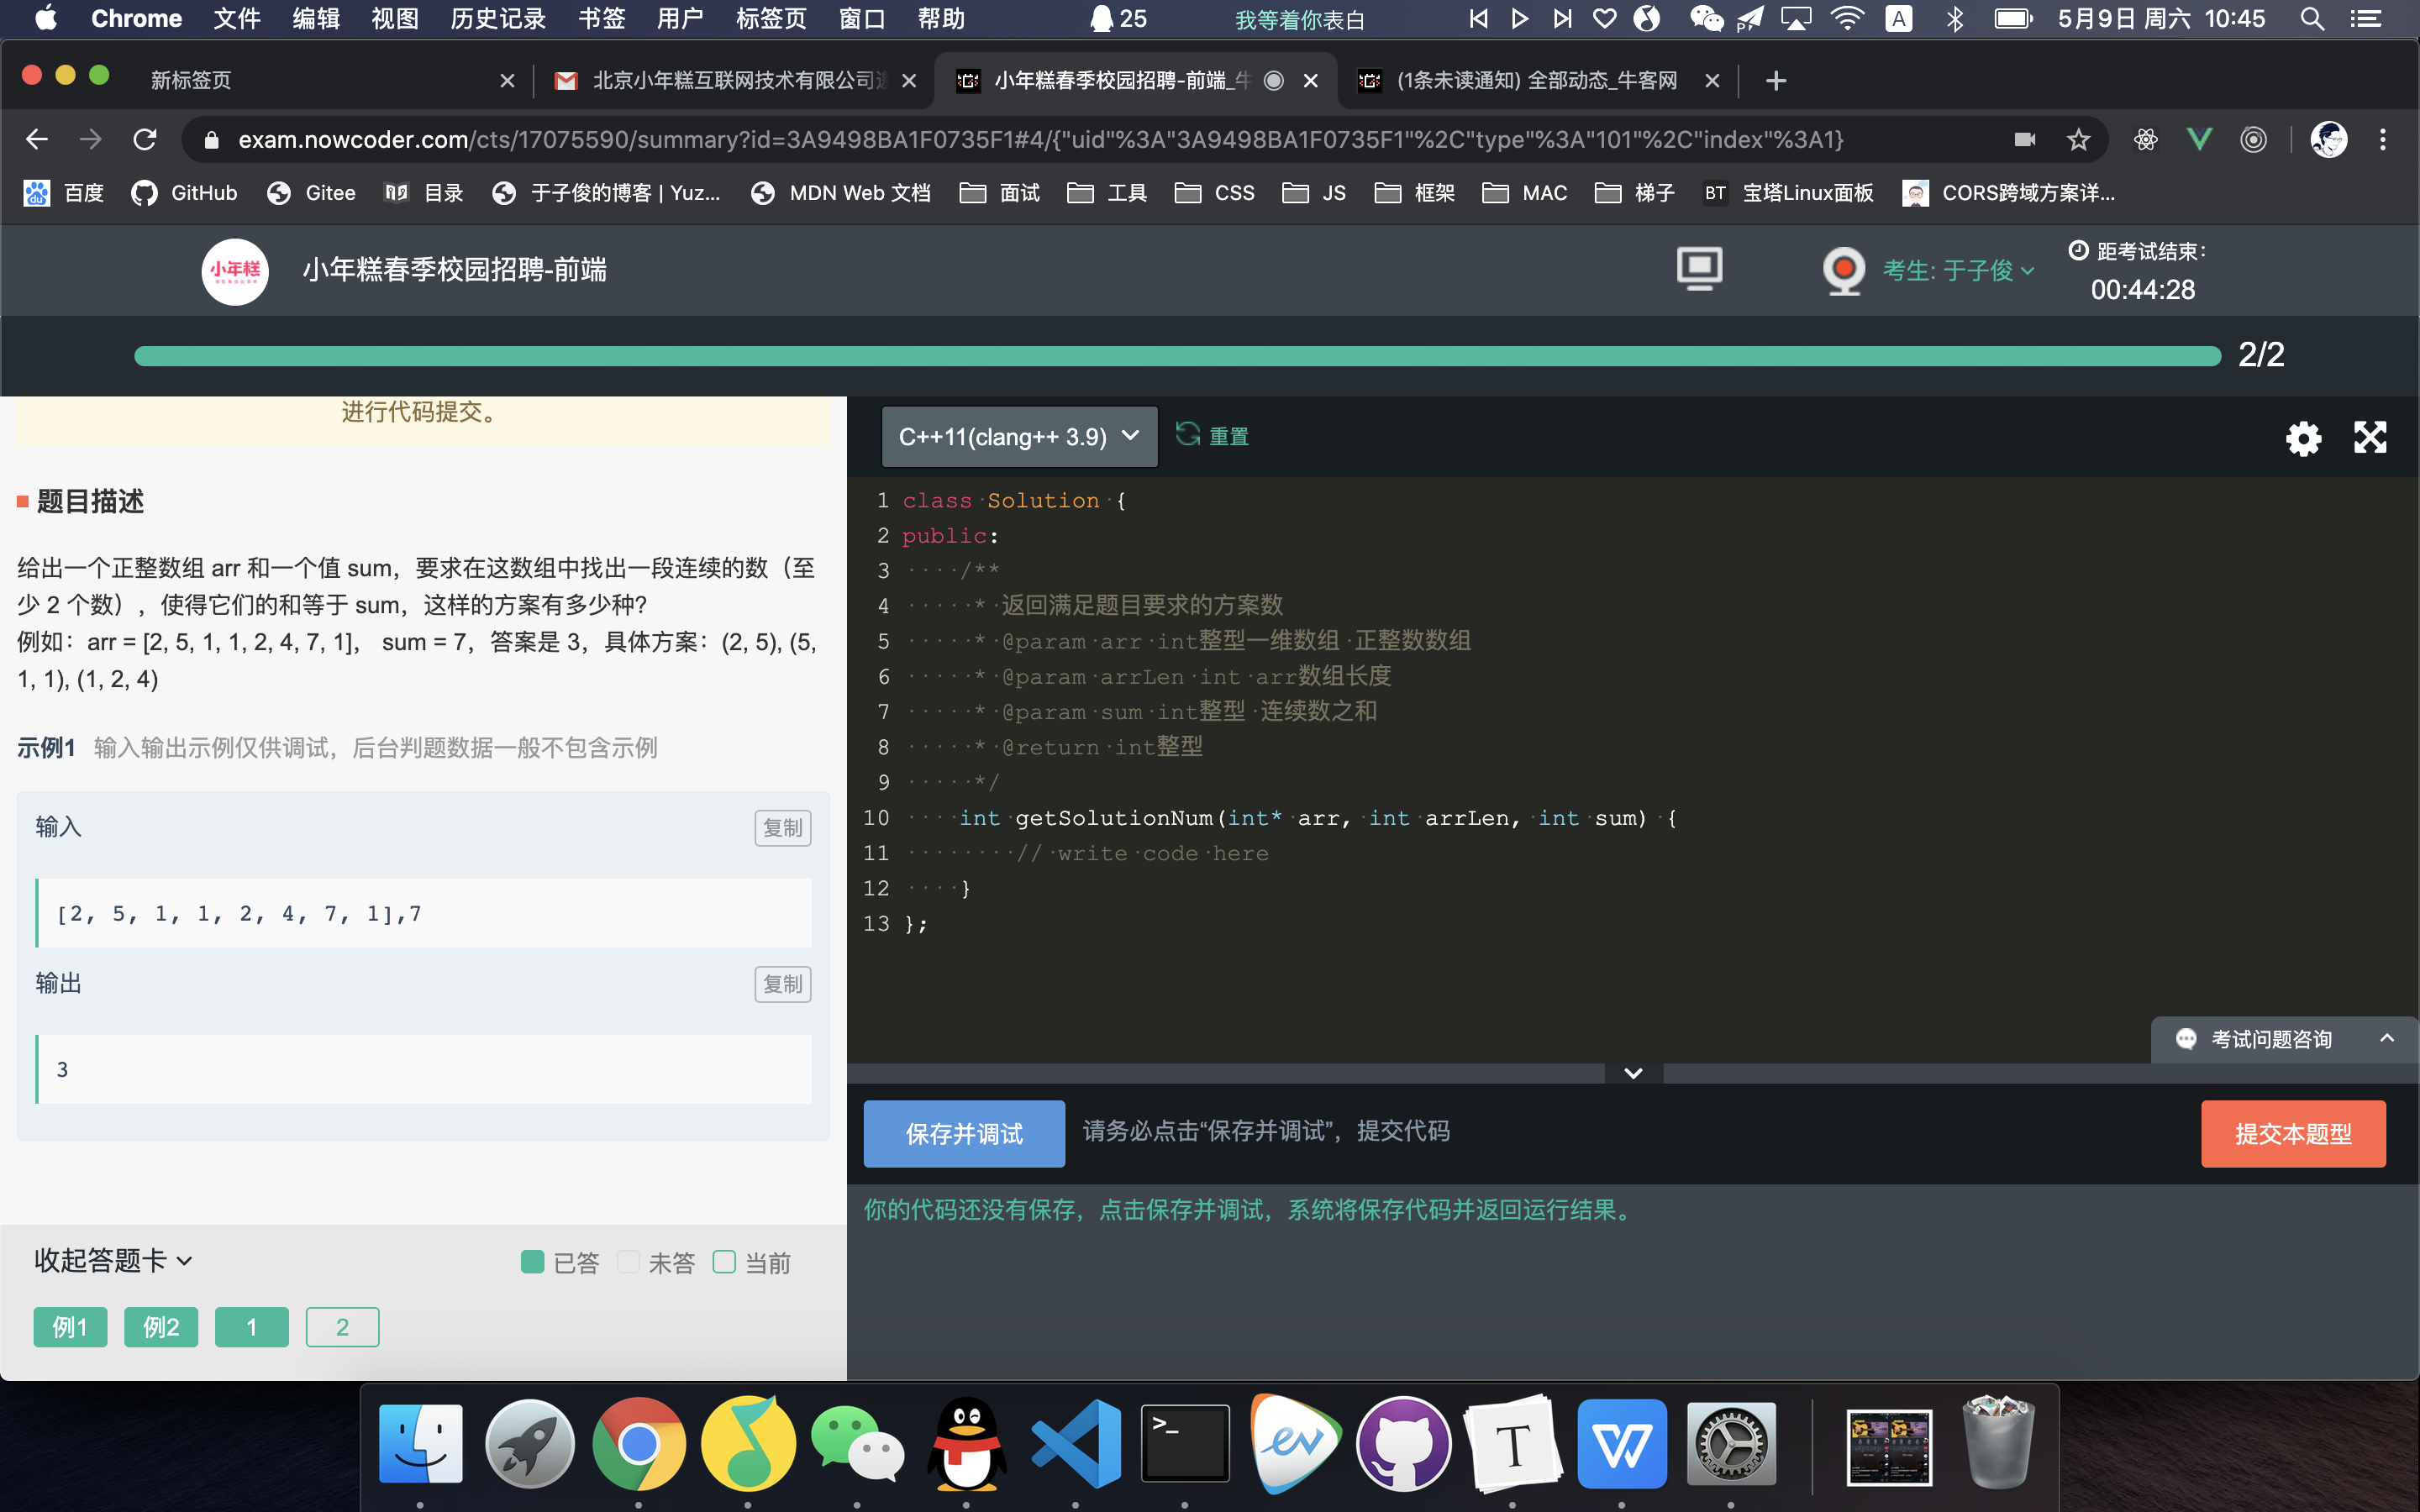 Chrome 文件 编辑 视图 历史记录 书签 用户 标签页 窗口 帮助 25 我等着你表白 A 5月9日 周六 10:45
新标签页 北京小年糕互联网技术有限公司 小年糕春季校园招聘-前端_牛 (1条未读通知) 全部动态_牛客网
exam.nowcoder.com/cts/17075590/summary?id=3A9498BA1F0735F1#4/{"uid"%3A"3A9498BA1F0735F1"%2C"type"%3A"101"%2C"index"%3A1}
百度 GitHub Gitee 目录 于子俊的博客 | Yuz... MDN Web 文档 面试 工具 CSS JS 框架 MAC 梯子 BT 宝塔Linux面板 CORS跨域方案详...
小年糕 小年糕春季校园招聘-前端 考生: 于子俊 距考试结束:
00:44:28
2/2
进行代码提交。
题目描述
给出一个正整数组 arr 和一个值 sum，要求在这数组中找出一段连续的数（至
少 2 个数），使得它们的和等于 sum，这样的方案有多少种?
例如：arr = [2, 5, 1, 1, 2, 4, 7, 1]， sum = 7，答案是 3，具体方案：(2, 5), (5,
1, 1), (1, 2, 4)
示例1 输入输出示例仅供调试，后台判题数据一般不包含示例
输入 复制
[2, 5, 1, 1, 2, 4, 7, 1],7
输出 复制
3
收起答题卡 已答 未答 当前
例1 例2 1 2
C++11(clang++ 3.9) 重置
1 class Solution {
2 public:
3 /**
4 * 返回满足题目要求的方案数
5 * @param arr int整型一维数组 正整数数组
6 * @param arrLen int arr数组长度
7 * @param sum int整型 连续数之和
8 * @return int整型
9 */
10 int getSolutionNum(int* arr, int arrLen, int sum) {
11 // write code here
12 }
13 };
考试问题咨询
保存并调试 请务必点击“保存并调试”，提交代码 提交本题型
你的代码还没有保存，点击保存并调试，系统将保存代码并返回运行结果。
>_ ev T W